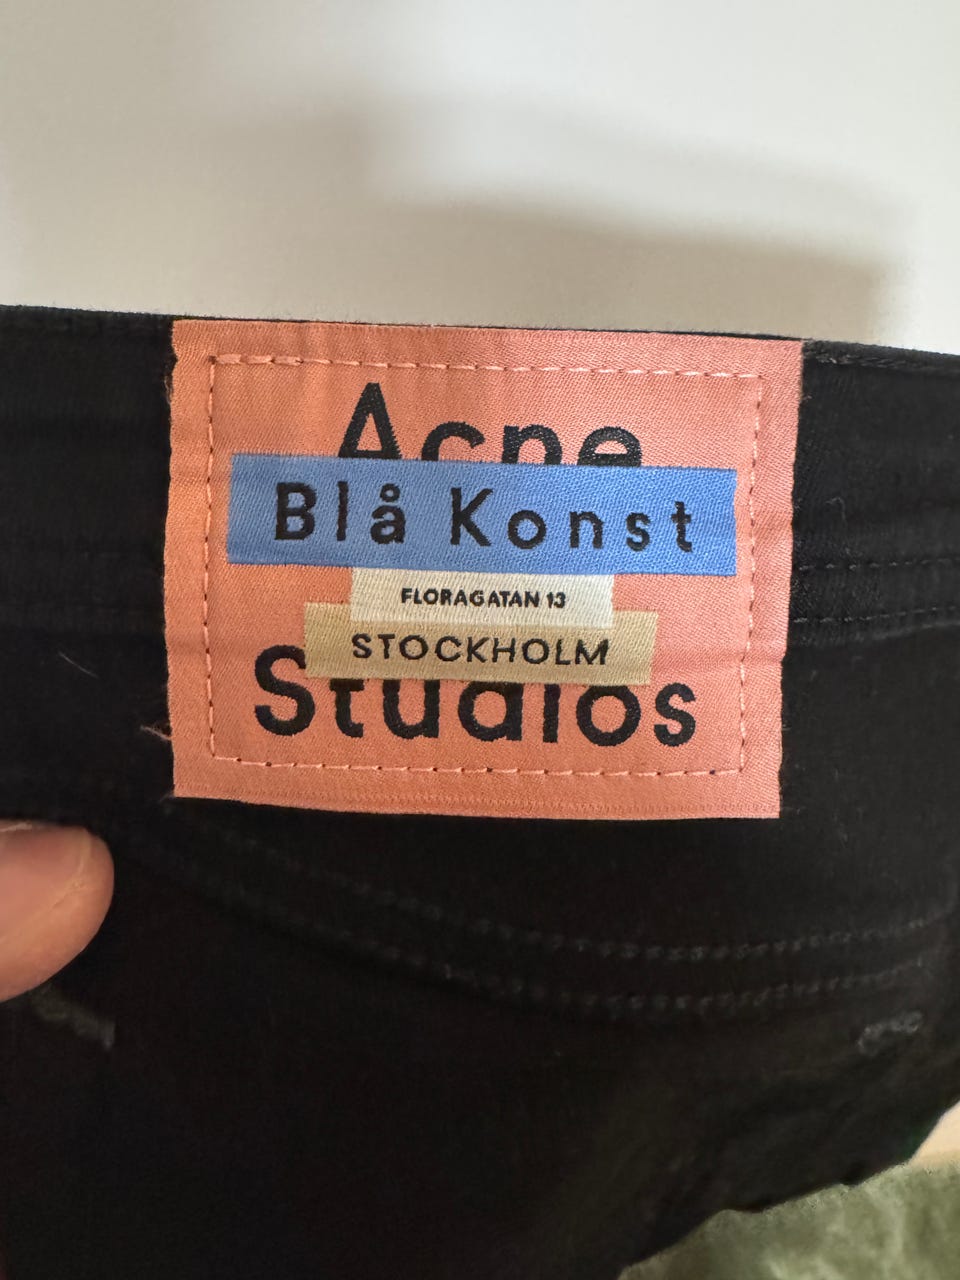 Acne
Blå Konst
FLORAGATAN 13
STOCKHOLM
Studios